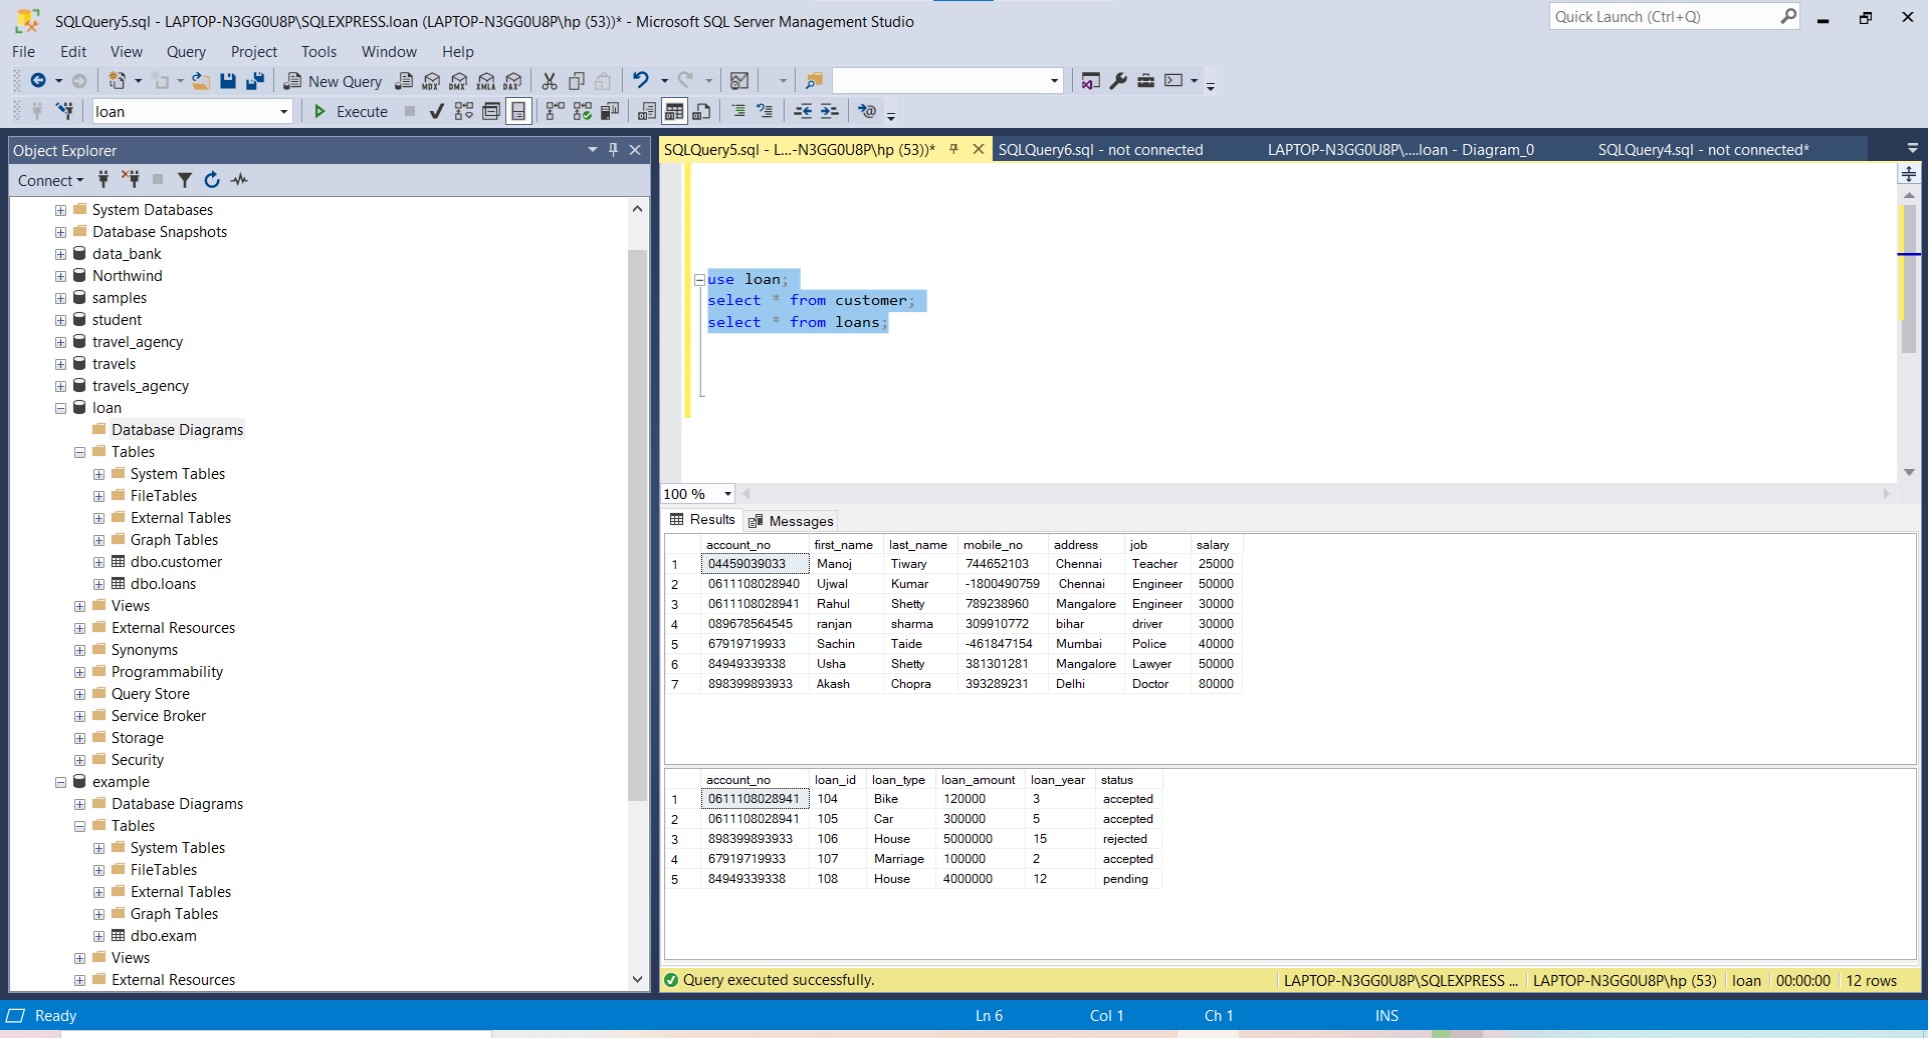 SQLQuery5.sql - LAPTOP-N3GG0U8P\SQLEXPRESS.loan (LAPTOP-N3GG0U8P\hp (53))* - Microsoft SQL Server Management Studio
Quick Launch (Ctrl+Q)
File Edit View Query Project Tools Window Help
New Query MDX DMX XMLA DAX
loan Execute
Object Explorer
SQLQuery5.sql - L...-N3GG0U8P\hp (53))* SQLQuery6.sql - not connected LAPTOP-N3GG0U8P\....loan - Diagram_0 SQLQuery4.sql - not connected*
Connect
System Databases
Database Snapshots
data_bank
Northwind
samples
student
travel_agency
travels
travels_agency
loan
Database Diagrams
Tables
System Tables
FileTables
External Tables
Graph Tables
dbo.customer
dbo.loans
Views
External Resources
Synonyms
Programmability
Query Store
Service Broker
Storage
Security
example
Database Diagrams
Tables
System Tables
FileTables
External Tables
Graph Tables
dbo.exam
Views
External Resources
use loan;
select * from customer;
select * from loans;
100 %
Results Messages
account_no first_name last_name mobile_no address job salary
1 04459039033 Manoj Tiwary 744652103 Chennai Teacher 25000
2 0611108028940 Ujwal Kumar -1800490759 Chennai Engineer 50000
3 0611108028941 Rahul Shetty 789238960 Mangalore Engineer 30000
4 089678564545 ranjan sharma 309910772 bihar driver 30000
5 67919719933 Sachin Taide -461847154 Mumbai Police 40000
6 84949339338 Usha Shetty 381301281 Mangalore Lawyer 50000
7 898399893933 Akash Chopra 393289231 Delhi Doctor 80000
account_no loan_id loan_type loan_amount loan_year status
1 0611108028941 104 Bike 120000 3 accepted
2 0611108028941 105 Car 300000 5 accepted
3 898399893933 106 House 5000000 15 rejected
4 67919719933 107 Marriage 100000 2 accepted
5 84949339338 108 House 4000000 12 pending
Query executed successfully. LAPTOP-N3GG0U8P\SQLEXPRESS ... LAPTOP-N3GG0U8P\hp (53) loan 00:00:00 12 rows
Ready Ln 6 Col 1 Ch 1 INS